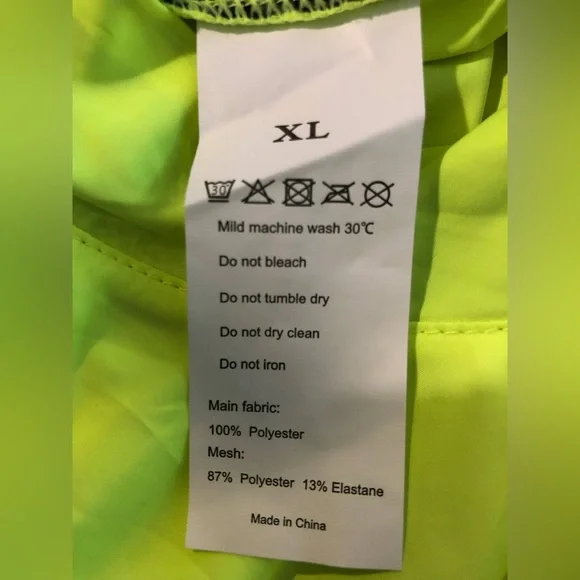 XL
30
Mild machine wash 30℃
Do not bleach
Do not tumble dry
Do not dry clean
Do not iron
Main fabric:
100% Polyester
Mesh:
87% Polyester 13% Elastane
Made in China